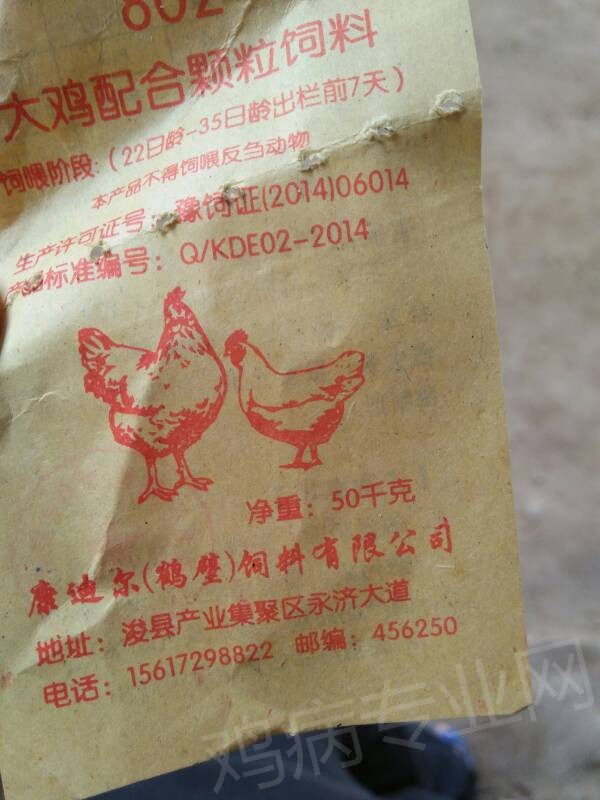 802
大鸡配合颗粒饲料
饲喂阶段:(22日龄-35日龄出栏前7天)
本产品不得饲喂反刍动物
生产许可证号:豫饲证(2014)06014
产品标准编号:Q/KDE02-2014
净重:50千克
康迪尔(鹤壁)饲料有限公司
地址:浚县产业集聚区永济大道
电话:15617298822 邮编:456250
鸡病专业网